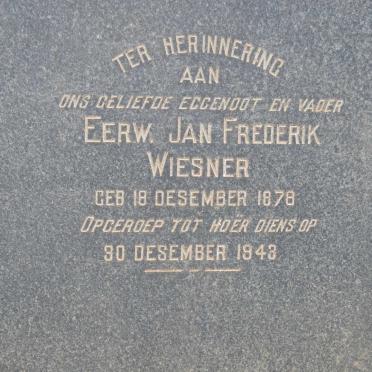 TER HERINNERING
AAN
ONS GELIEFDE EGGENOOT EN VADER
EERW. JAN FREDERIK
WIESNER
GEB 18 DESEMBER 1878
OPGEROEP TOT HOËR DIENS OP
30 DESEMBER 1943